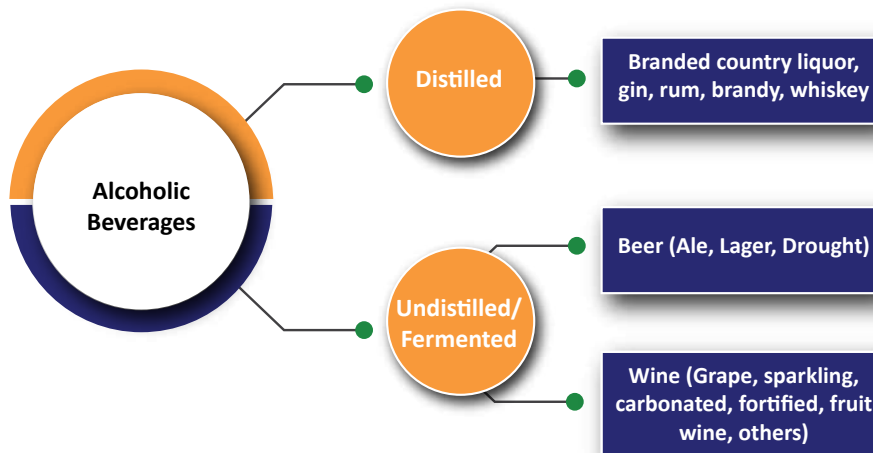 Alcoholic
Beverages
Distilled
Branded country liquor,
gin, rum, brandy, whiskey
Undistilled/
Fermented
Beer (Ale, Lager, Drought)
Wine (Grape, sparkling,
carbonated, fortified, fruit
wine, others)